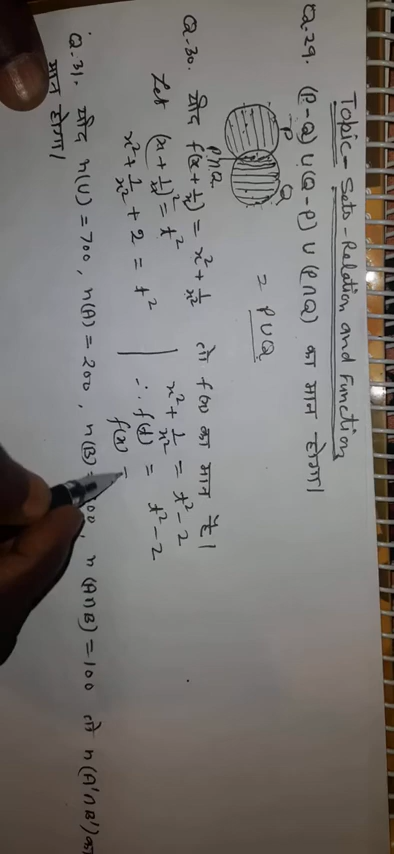 Topic - Sets - Relation and Function
Q.29. (P-Q) ∪ (Q-P) ∪ (P∩Q) का मान होगा।
P Q
P∩Q
= P∪Q
Q.30. यदि f(x+1/x) = x² + 1/x² तो f(x) का मान है।
Let (x+1/x)² = t²
x² + 1/x² + 2 = t²
x² + 1/x² = t² - 2
∴ f(t) = t² - 2
f(x) =
Q.31. यदि n(U) = 700, n(A) = 200, n(B) = 00, n(A∩B) = 100 तो n(A'∩B') का
मान होगा।